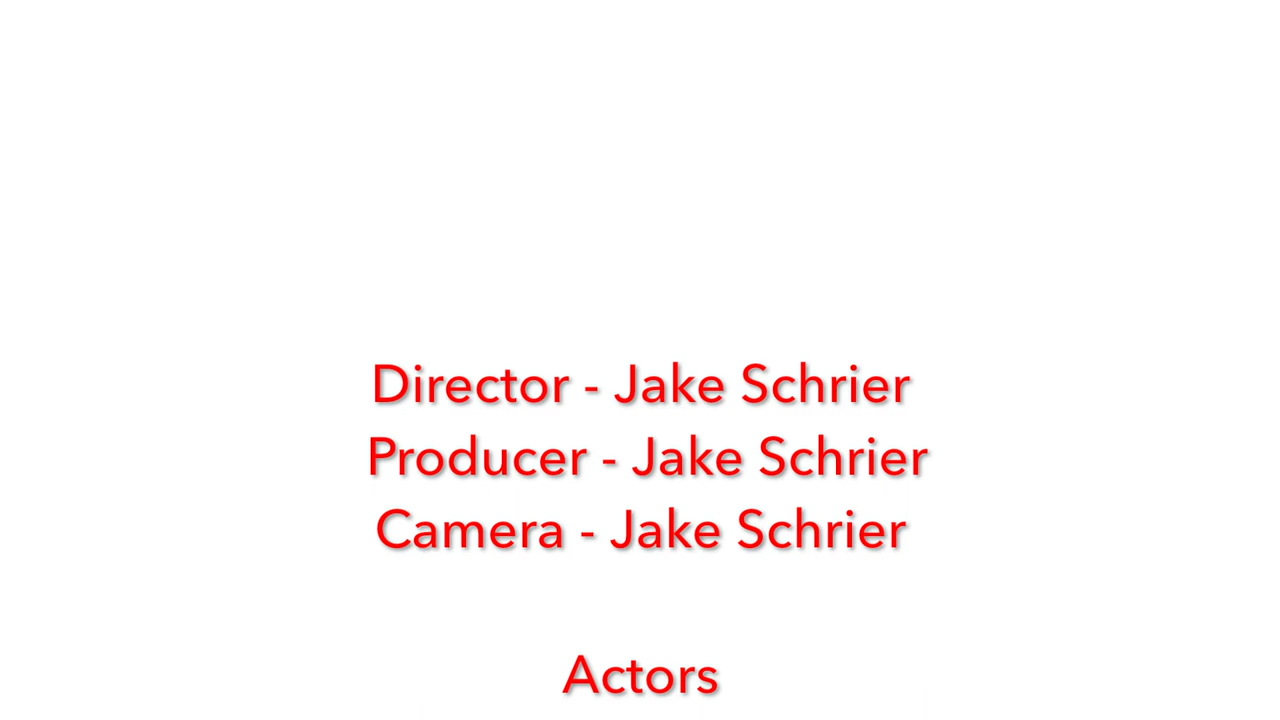 Director - Jake Schrier
Producer - Jake Schrier
Camera - Jake Schrier
Actors